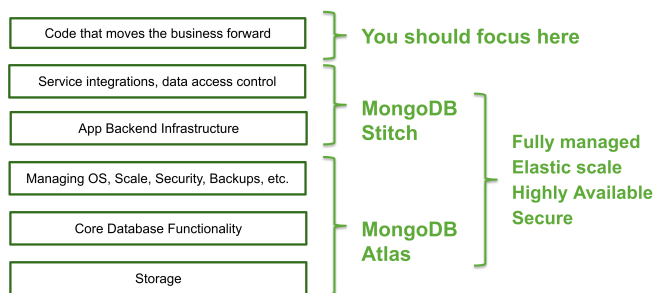 Code that moves the business forward
You should focus here
Service integrations, data access control
App Backend Infrastructure
MongoDB
Stitch
Managing OS, Scale, Security, Backups, etc.
Core Database Functionality
Storage
MongoDB
Atlas
Fully managed
Elastic scale
Highly Available
Secure